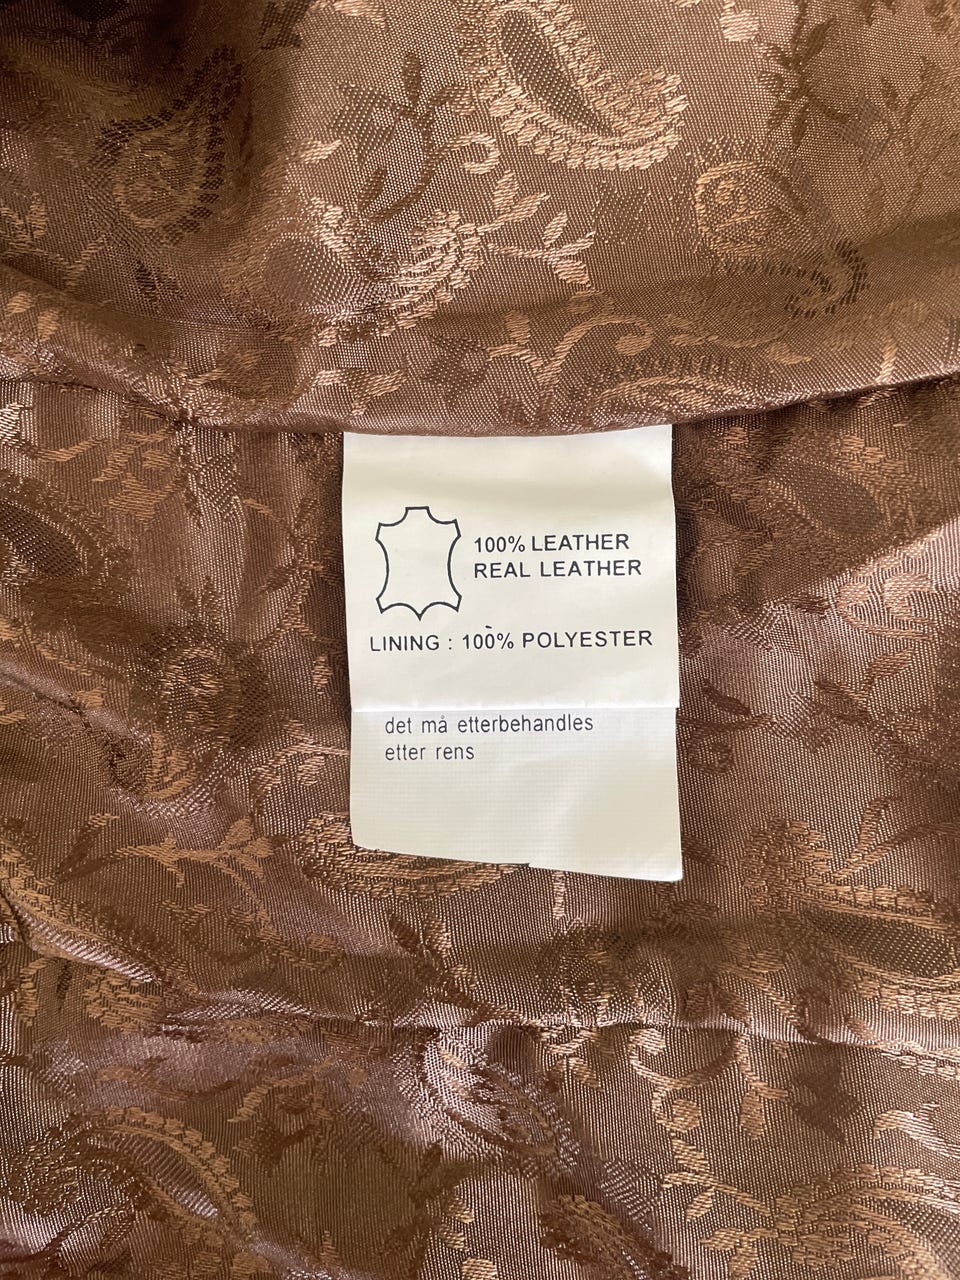 100% LEATHER
REAL LEATHER
LINING : 100% POLYESTER
det må etterbehandles
etter rens